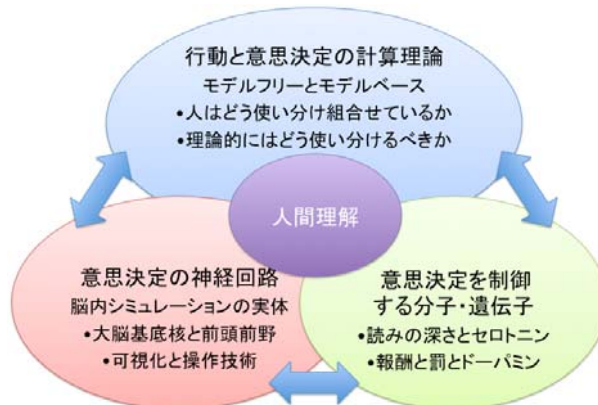 行動と意思決定の計算理論
モデルフリーとモデルベース
•人はどう使い分け組合せているか
•理論的にはどう使い分けるべきか
人間理解
意思決定の神経回路
脳内シミュレーションの実体
•大脳基底核と前頭前野
•可視化と操作技術
意思決定を制御
する分子・遺伝子
•読みの深さとセロトニン
•報酬と罰とドーパミン